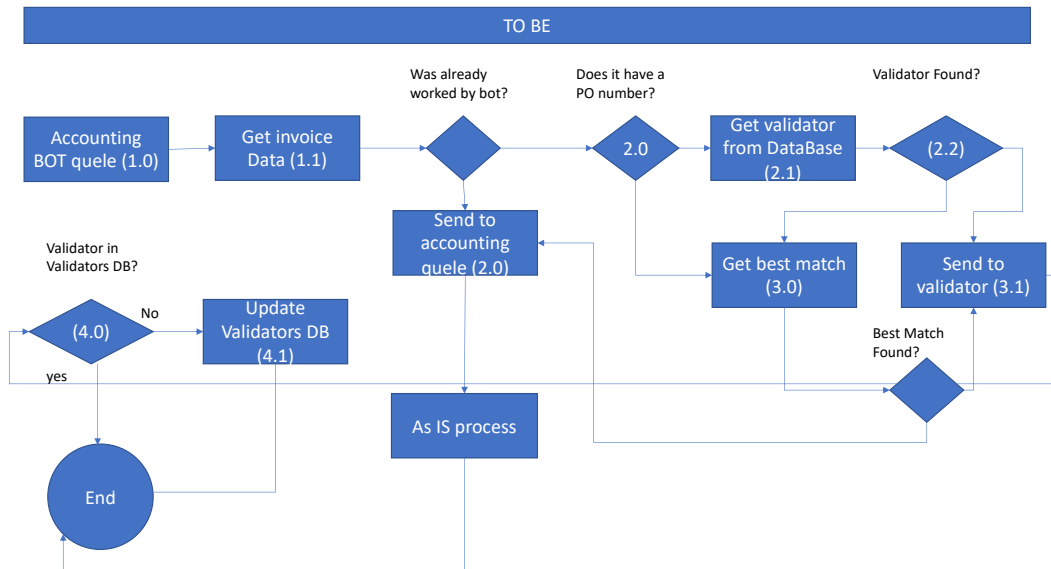 TO BE
Was already
worked by bot?
Does it have a
PO number?
Validator Found?
Accounting
BOT quele (1.0)
Get invoice
Data (1.1)
2.0
Get validator
from DataBase
(2.1)
(2.2)
Send to
accounting
quele (2.0)
Get best match
(3.0)
Send to
validator (3.1)
Validator in
Validators DB?
(4.0)
No
Update
Validators DB
(4.1)
yes
Best Match
Found?
As IS process
End